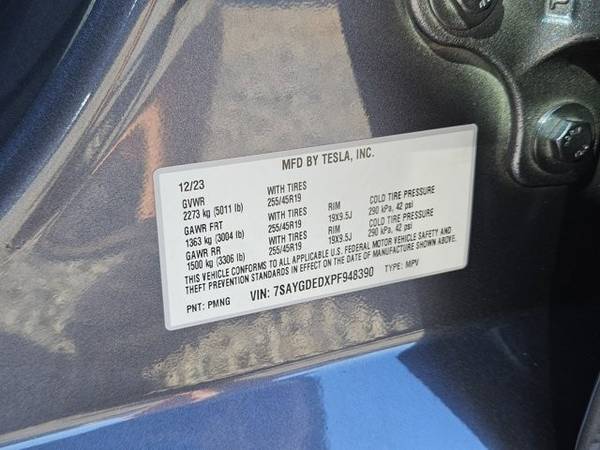 MFD BY TESLA, INC.
12/23
GVWR WITH TIRES RIM COLD TIRE PRESSURE
2273 kg (5011 lb) 255/45R19 19X9.5J 290 kPa, 42 psi
GAWR FRT WITH TIRES RIM COLD TIRE PRESSURE
1363 kg (3004 lb) 255/45R19 19X9.5J 290 kPa, 42 psi
GAWR RR WITH TIRES
1500 kg (3306 lb) 255/45R19
THIS VEHICLE CONFORMS TO ALL APPLICABLE U.S. FEDERAL MOTOR VEHICLE SAFETY AND
THEFT PREVENTION STANDARDS IN EFFECT ON THE DATE OF MANUFACTURE SHOWN ABOVE.
PNT: PMNG VIN: 7SAYGDEDXPF948390 TYPE: MPV